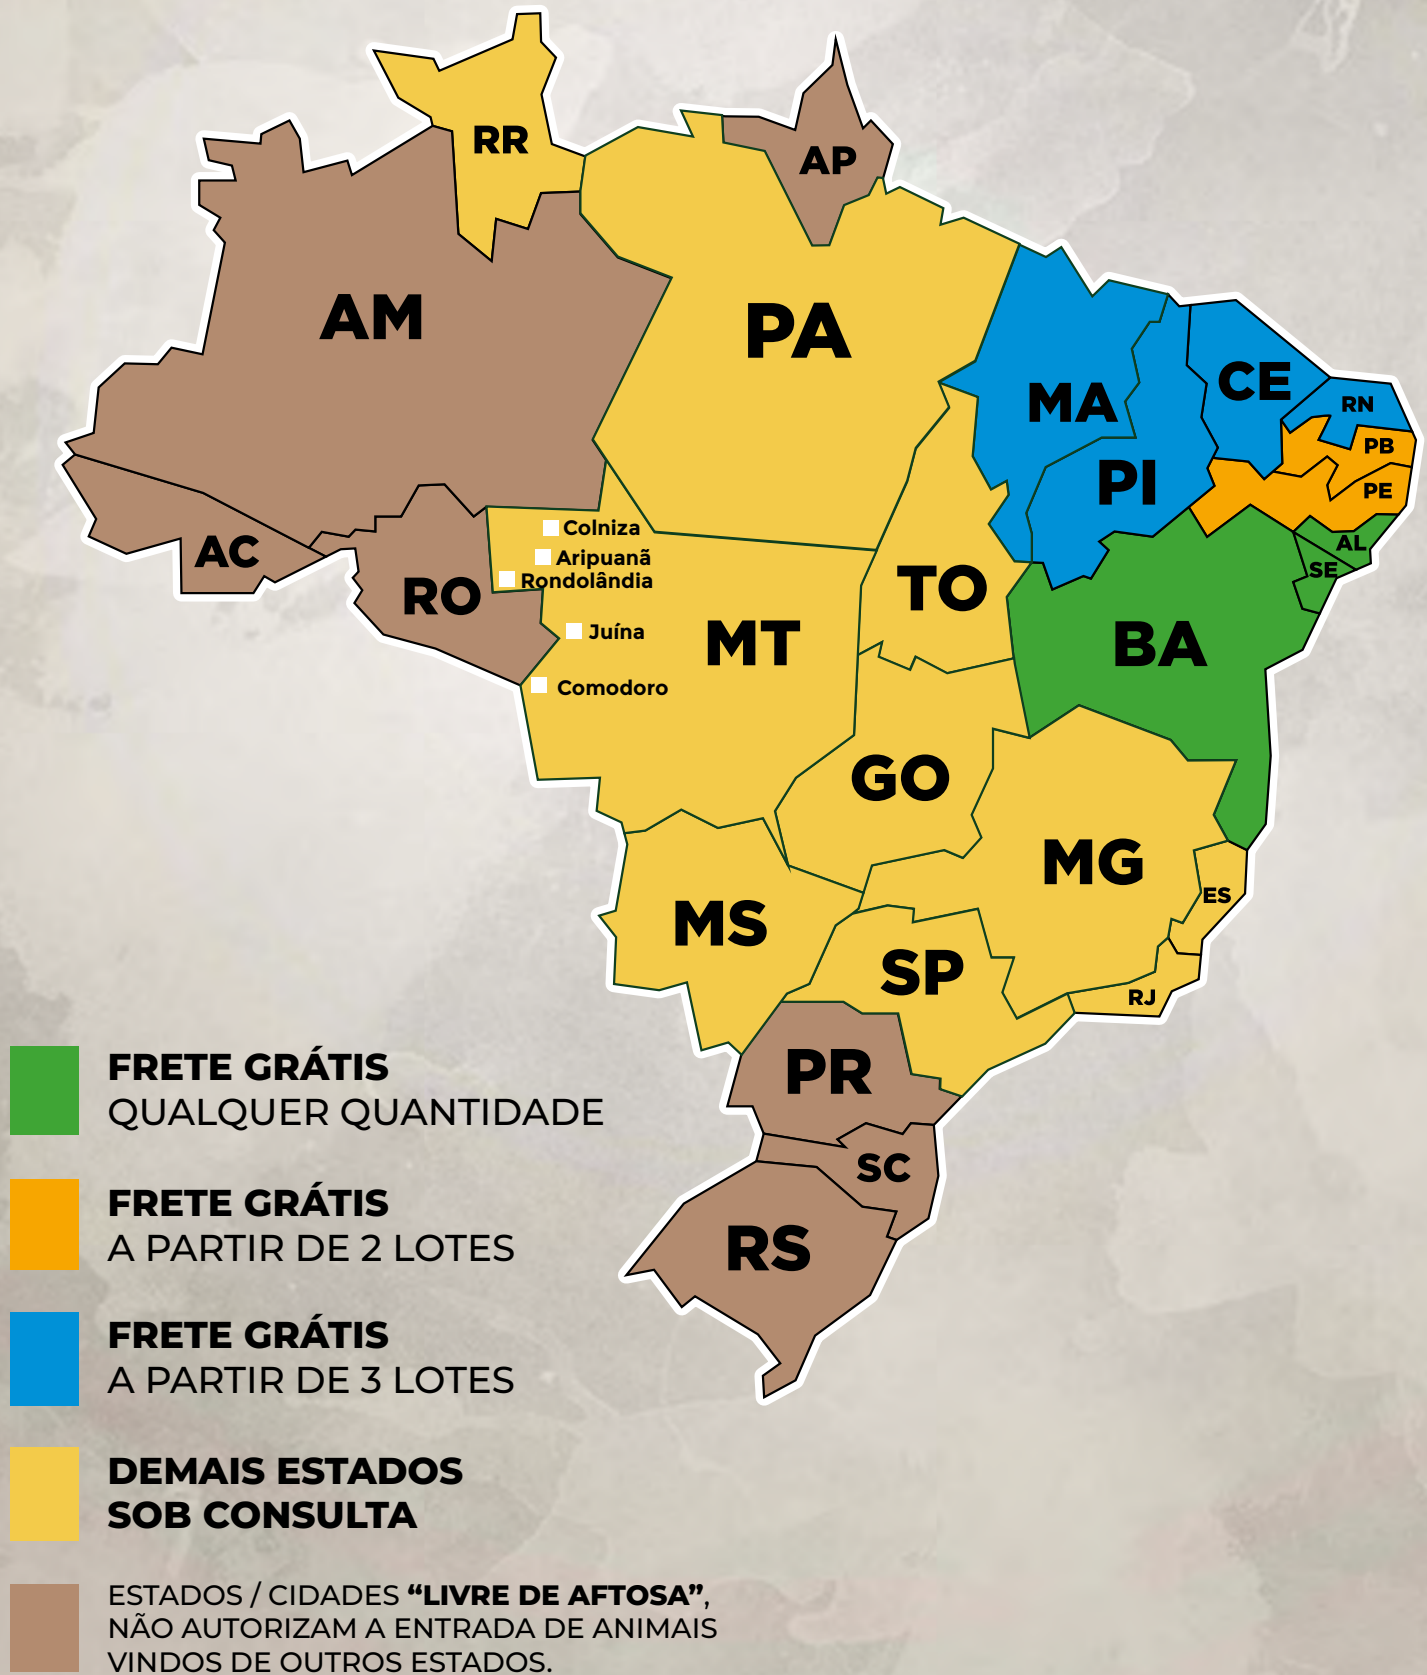 RR
AP
AM
PA
MA
CE
RN
PB
PI
PE
AL
SE
AC
RO
Colniza
Aripuanã
Rondolândia
Juína
Comodoro
MT
TO
BA
GO
MG
ES
MS
SP
RJ
PR
SC
RS
FRETE GRÁTIS
QUALQUER QUANTIDADE
FRETE GRÁTIS
A PARTIR DE 2 LOTES
FRETE GRÁTIS
A PARTIR DE 3 LOTES
DEMAIS ESTADOS
SOB CONSULTA
ESTADOS / CIDADES “LIVRE DE AFTOSA”,
NÃO AUTORIZAM A ENTRADA DE ANIMAIS
VINDOS DE OUTROS ESTADOS.